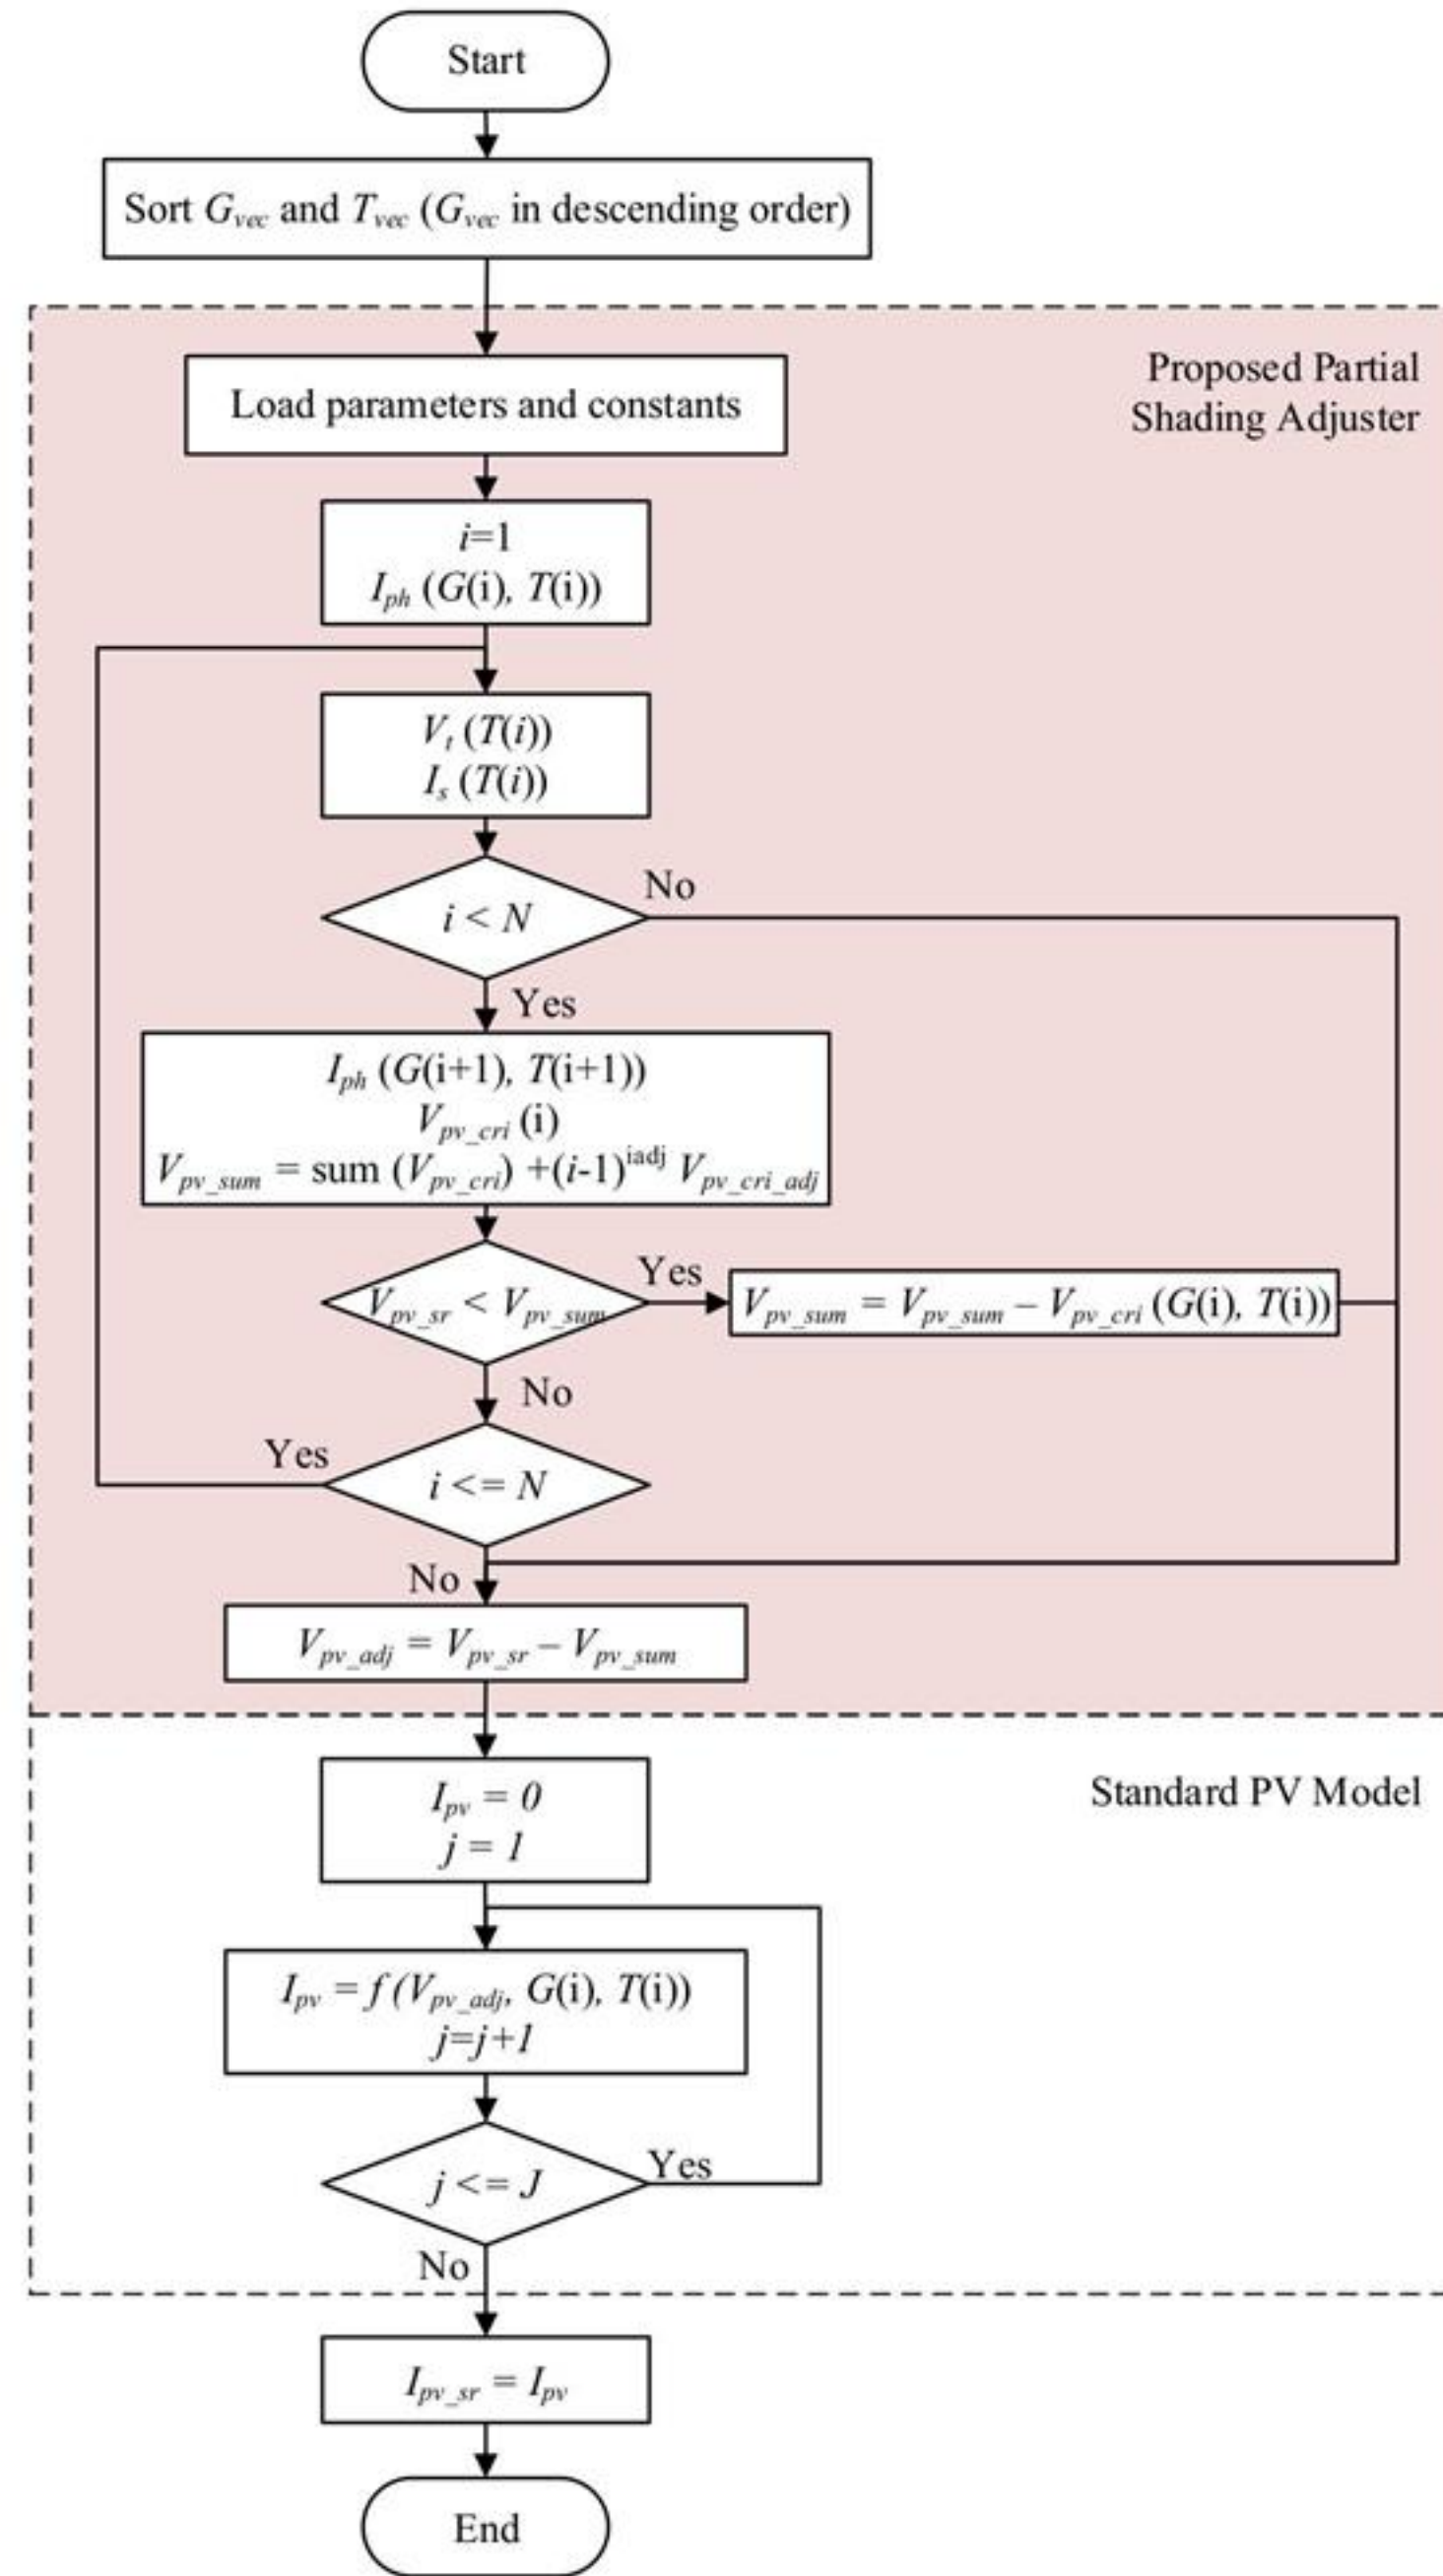 Start
Sort G_vec and T_vec (G_vec in descending order)
Proposed Partial
Shading Adjuster
Load parameters and constants
i=1
I_ph (G(i), T(i))
V_t (T(i))
I_s (T(i))
i < N
No
Yes
I_ph (G(i+1), T(i+1))
V_pv_cri (i)
V_pv_sum = sum (V_pv_cri) +(i-1)^iadj V_pv_cri_adj
V_pv_sr < V_pv_sum
Yes
V_pv_sum = V_pv_sum – V_pv_cri (G(i), T(i))
No
Yes
i <= N
No
V_pv_adj = V_pv_sr – V_pv_sum
Standard PV Model
I_pv = 0
j = 1
I_pv = f (V_pv_adj, G(i), T(i))
j=j+1
j <= J
Yes
No
I_pv_sr = I_pv
End